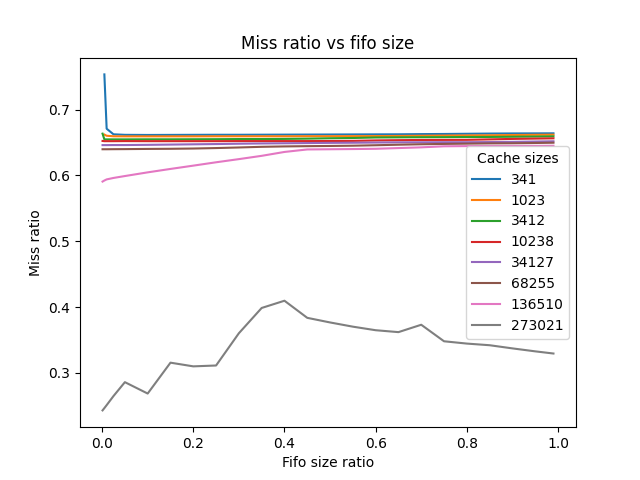 Miss ratio vs fifo size
Miss ratio
0.7
0.6
0.5
0.4
0.3
Cache sizes
341
1023
3412
10238
34127
68255
136510
273021
0.0 0.2 0.4 0.6 0.8 1.0
Fifo size ratio